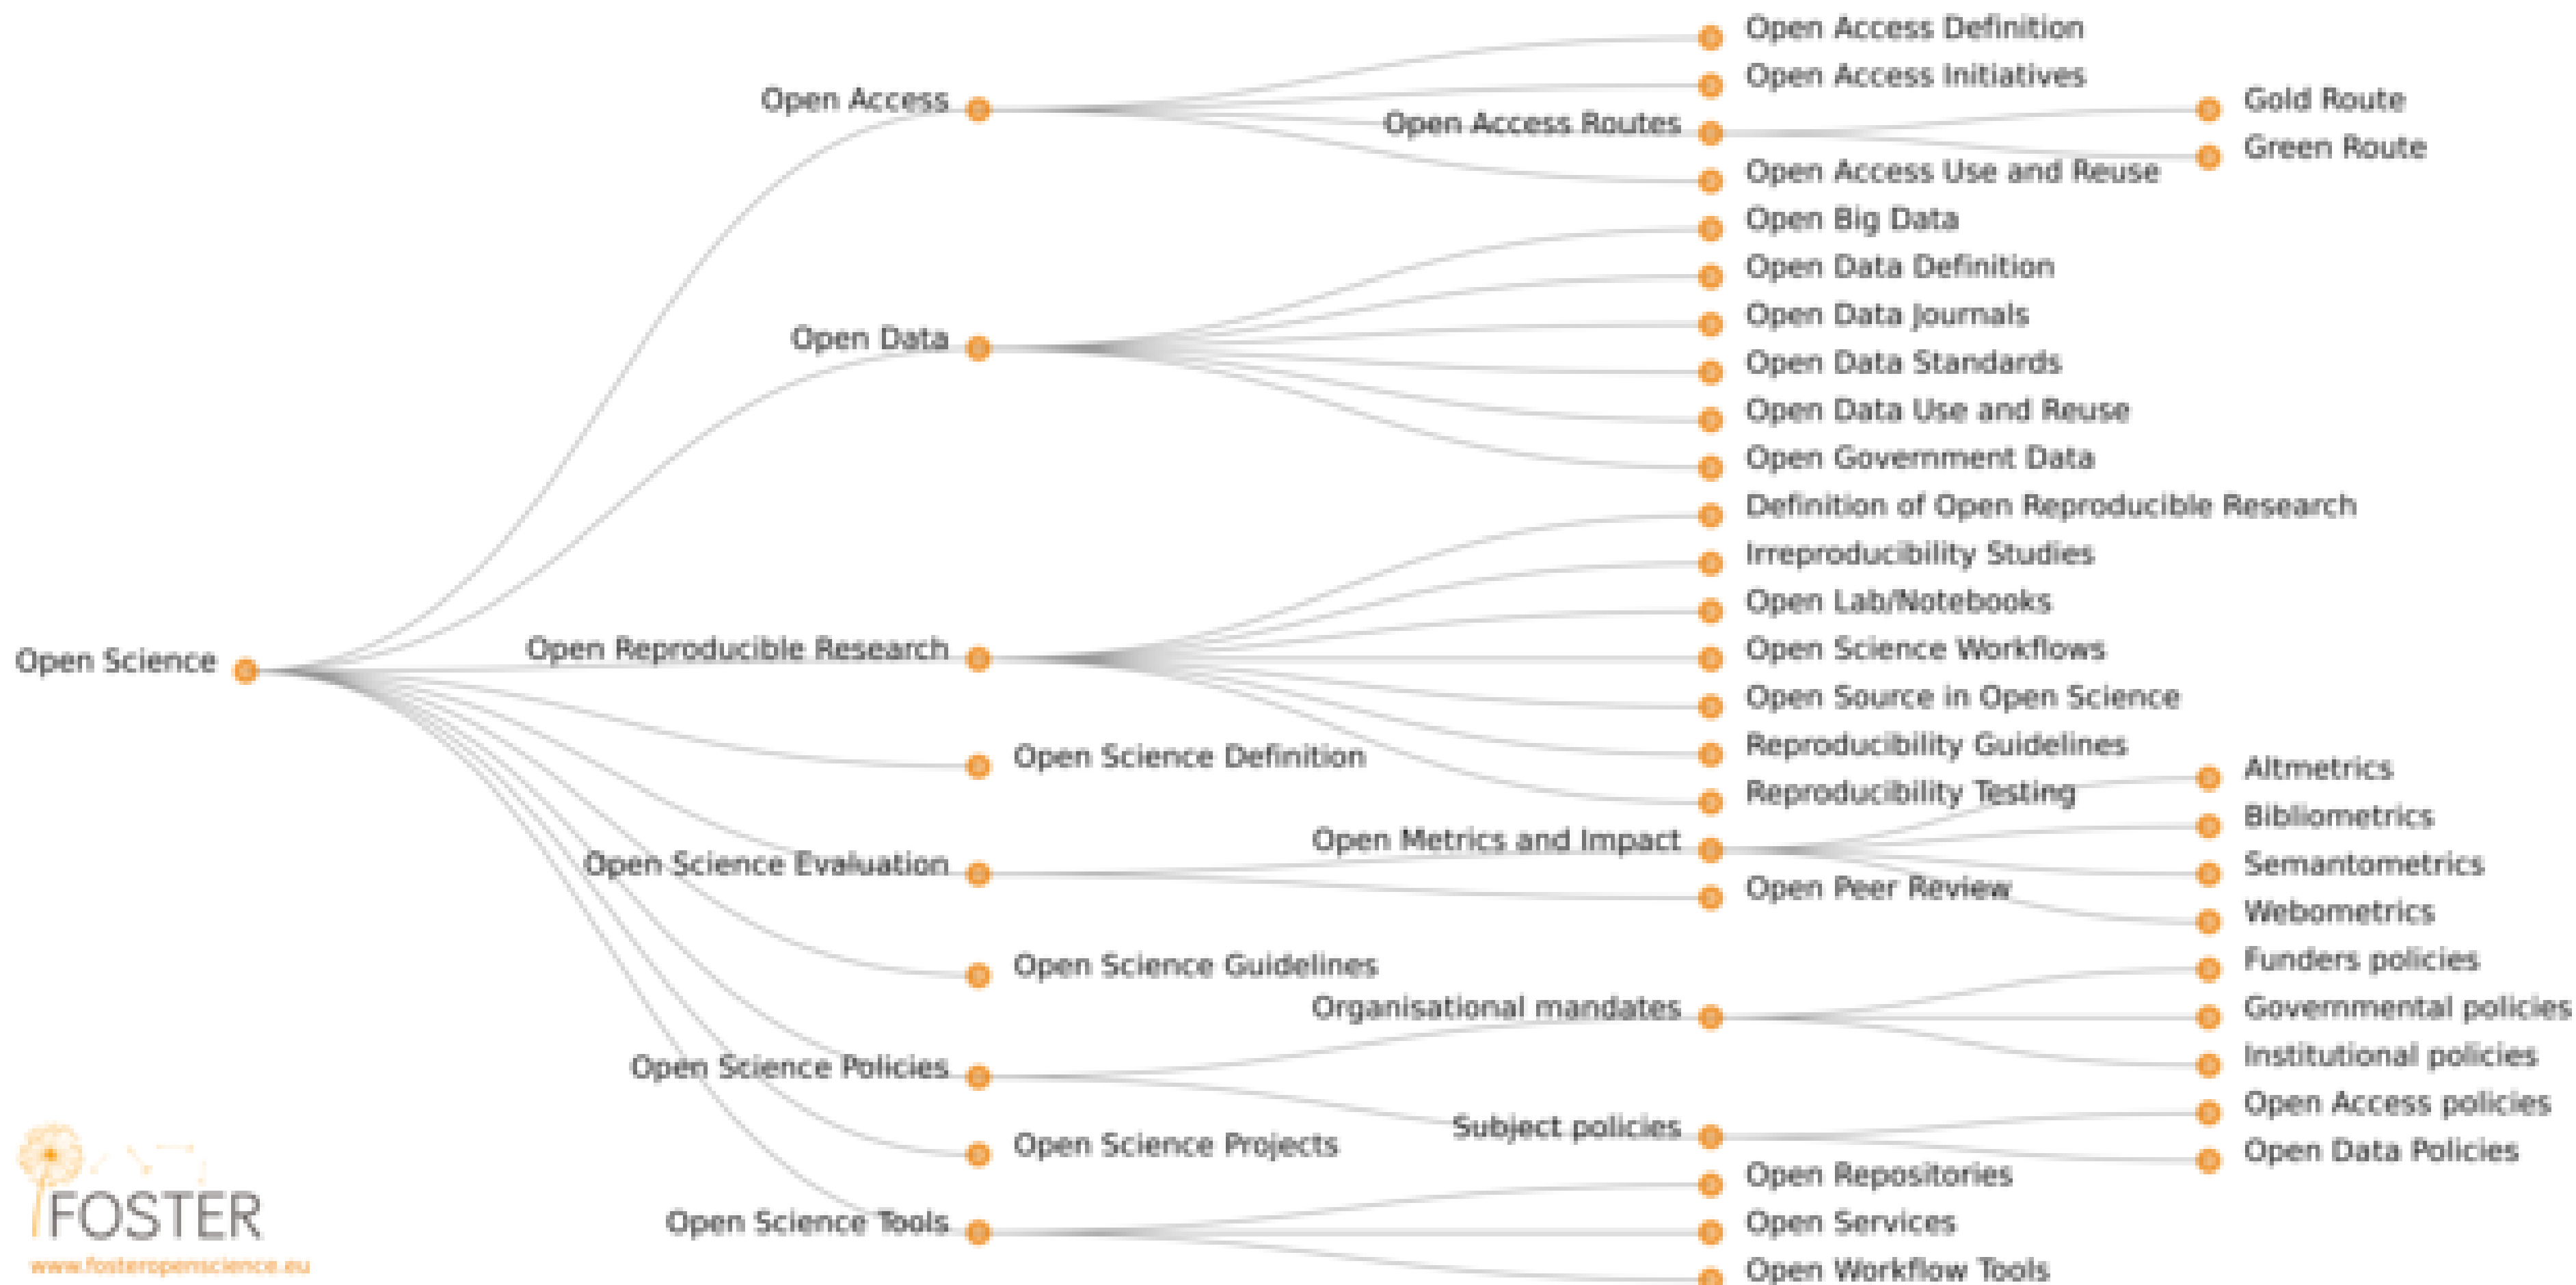 Open Science
Open Access
Open Access Definition
Open Access Initiatives
Open Access Routes
Gold Route
Green Route
Open Access Use and Reuse
Open Data
Open Big Data
Open Data Definition
Open Data Journals
Open Data Standards
Open Data Use and Reuse
Open Government Data
Open Reproducible Research
Definition of Open Reproducible Research
Irreproducibility Studies
Open Lab/Notebooks
Open Science Workflows
Open Source in Open Science
Reproducibility Guidelines
Reproducibility Testing
Open Science Definition
Open Science Evaluation
Open Metrics and Impact
Altmetrics
Bibliometrics
Semantometrics
Webometrics
Open Peer Review
Open Science Guidelines
Open Science Policies
Organisational mandates
Funders policies
Governmental policies
Institutional policies
Subject policies
Open Access policies
Open Data Policies
Open Science Projects
Open Science Tools
Open Repositories
Open Services
Open Workflow Tools
FOSTER
www.fosteropenscience.eu